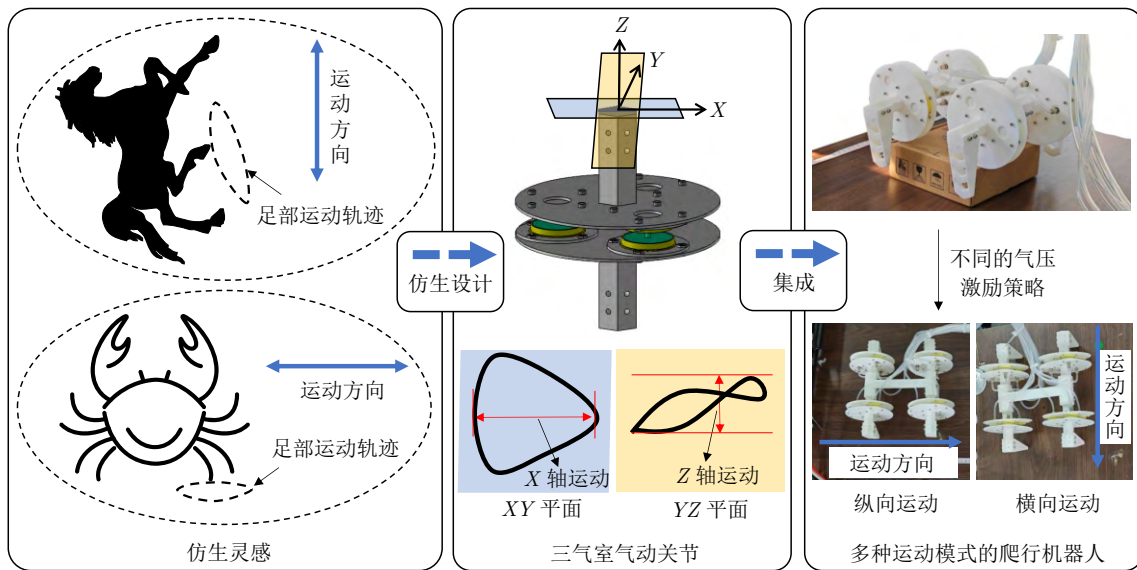 运动方向
足部运动轨迹
运动方向
足部运动轨迹
仿生灵感
仿生设计
Z
Y
X
X 轴运动
XY 平面
Z 轴运动
YZ 平面
三气室气动关节
集成
不同的气压
激励策略
运动方向
纵向运动
运动方向
横向运动
多种运动模式的爬行机器人